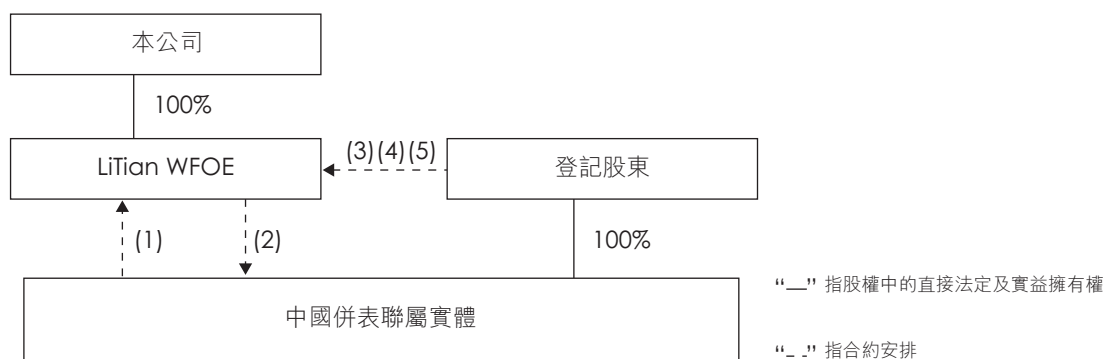 本公司
100%
LiTian WFOE
(3)(4)(5)
登記股東
(1)
(2)
100%
中國併表聯屬實體
“—” 指股權中的直接法定及實益擁有權
“- -” 指合約安排